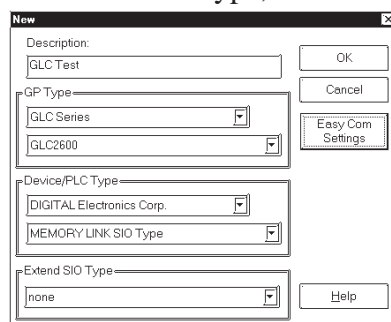 New
Description:
GLC Test
OK
Cancel
Easy Com
Settings
GP Type
GLC Series
GLC2600
Device/PLC Type
DIGITAL Electronics Corp.
MEMORY LINK SIO Type
Extend SIO Type
none
Help